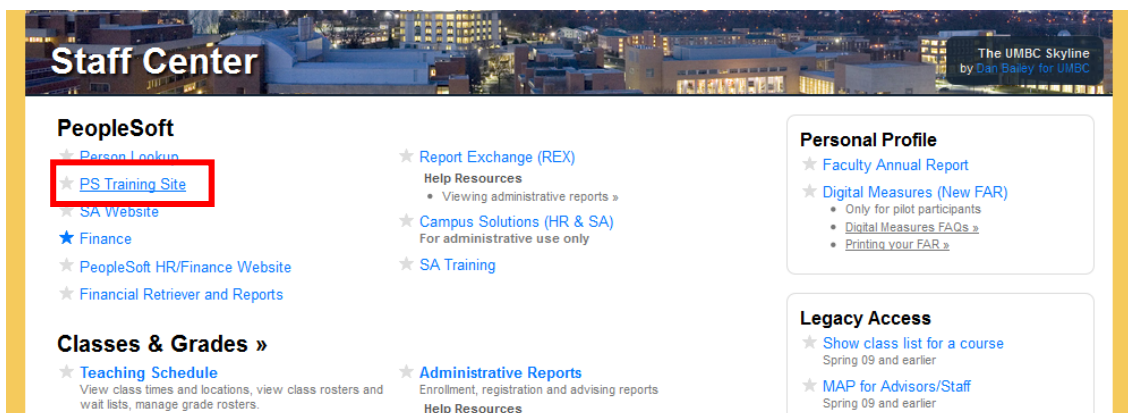 Staff Center
The UMBC Skyline
by Dan Bailey for UMBC
PeopleSoft
Person Lookup
PS Training Site
SA Website
Finance
PeopleSoft HR/Finance Website
Financial Retriever and Reports
Report Exchange (REX)
Help Resources
• Viewing administrative reports »
Campus Solutions (HR & SA)
For administrative use only
SA Training
Classes & Grades »
Teaching Schedule
View class times and locations, view class rosters and
wait lists, manage grade rosters.
Administrative Reports
Enrollment, registration and advising reports
Help Resources
Personal Profile
Faculty Annual Report
Digital Measures (New FAR)
• Only for pilot participants
• Digital Measures FAQs »
• Printing your FAR »
Legacy Access
Show class list for a course
Spring 09 and earlier
MAP for Advisors/Staff
Spring 09 and earlier